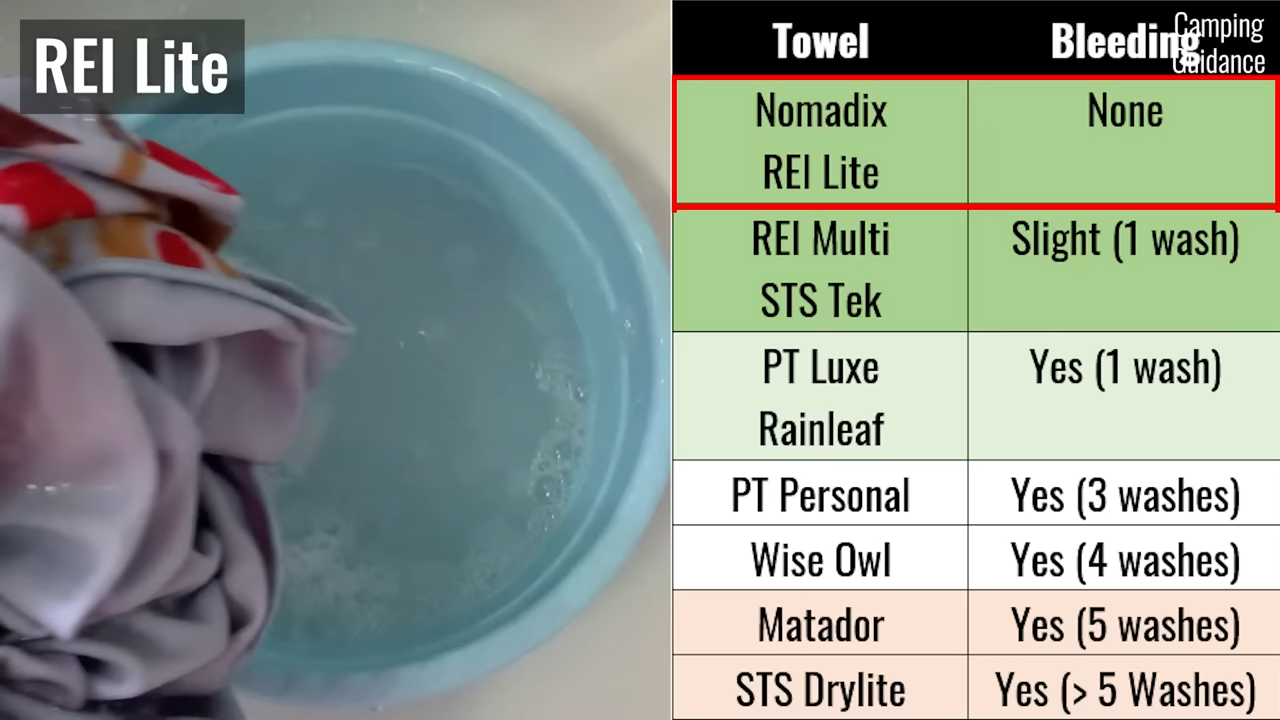 REI Lite
Towel
Bleeding
Camping
Guidance
Nomadix
REI Lite
None
REI Multi
STS Tek
Slight (1 wash)
PT Luxe
Rainleaf
Yes (1 wash)
PT Personal
Yes (3 washes)
Wise Owl
Yes (4 washes)
Matador
Yes (5 washes)
STS Drylite
Yes (> 5 Washes)